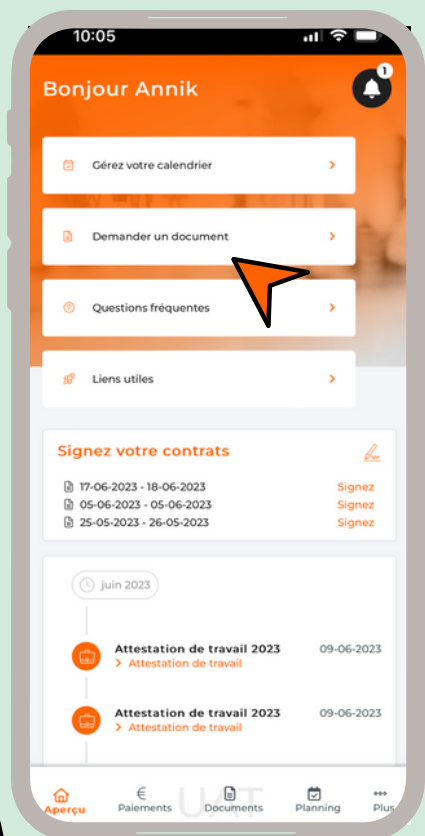 10:05
Bonjour Annik
1
Gérez votre calendrier
Demander un document
Questions fréquentes
Liens utiles
Signez votre contrats
17-06-2023 - 18-06-2023 Signez
05-06-2023 - 05-06-2023 Signez
25-05-2023 - 26-05-2023 Signez
juin 2023
Attestation de travail 2023 09-06-2023
> Attestation de travail
Attestation de travail 2023 09-06-2023
> Attestation de travail
UAT
Aperçu Paiements Documents Planning Plus